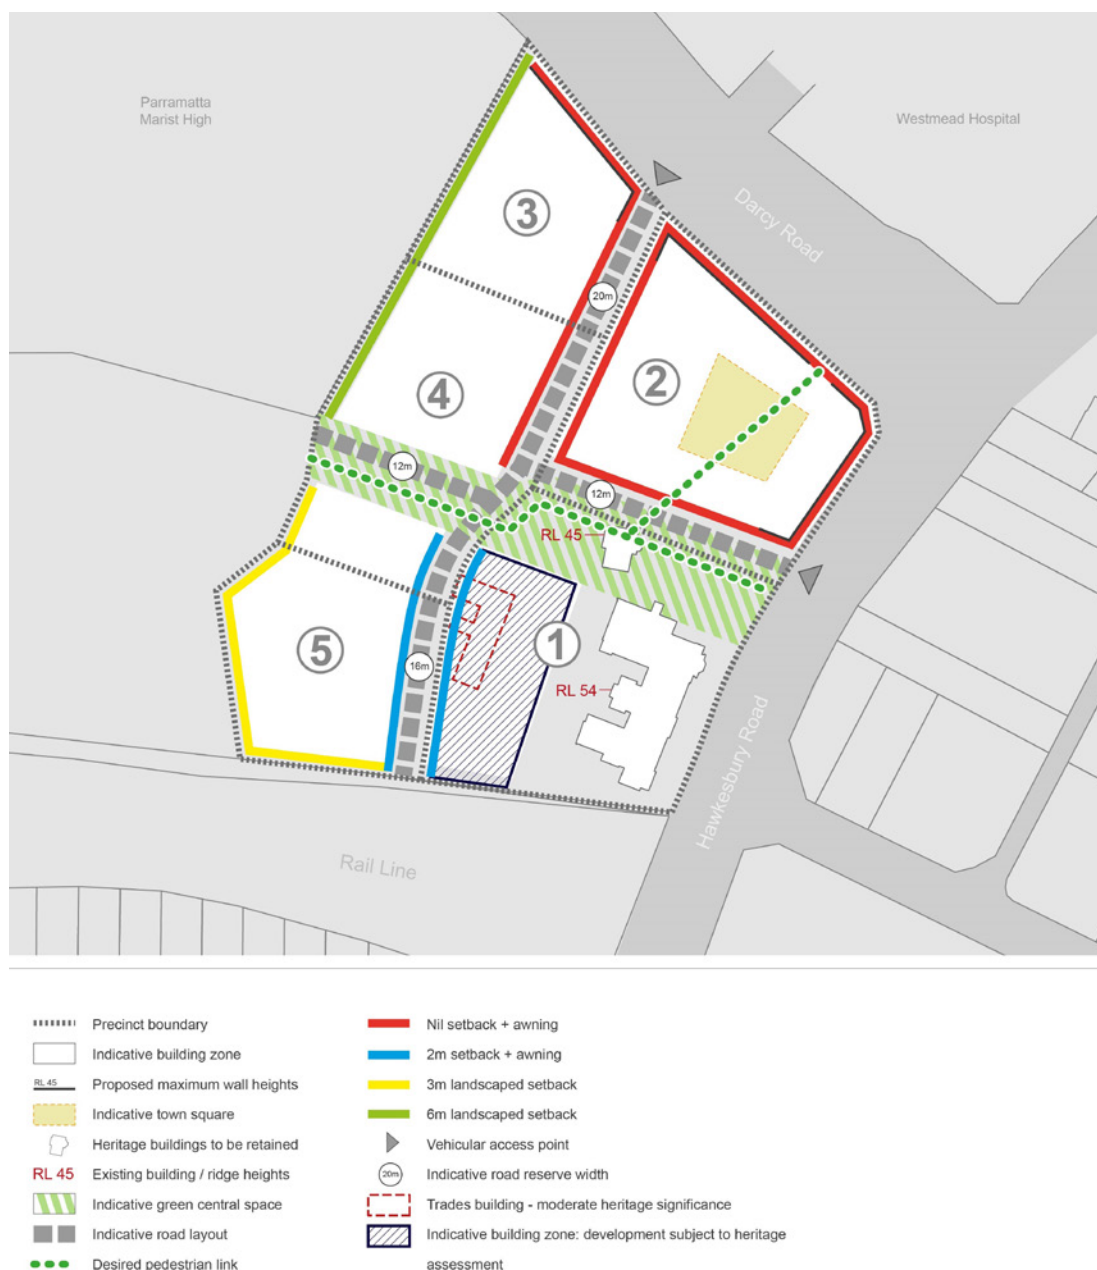 Parramatta
Marist High
Westmead Hospital
Darcy Road
3
20m
2
4
12m
12m
RL 45
1
5
16m
RL 54
Hawkesbury Road
Rail Line
Precinct boundary
Indicative building zone
RL 45
Proposed maximum wall heights
Indicative town square
Heritage buildings to be retained
RL 45
Existing building / ridge heights
Indicative green central space
Indicative road layout
Desired pedestrian link
Nil setback + awning
2m setback + awning
3m landscaped setback
6m landscaped setback
Vehicular access point
20m
Indicative road reserve width
Trades building - moderate heritage significance
Indicative building zone: development subject to heritage
assessment